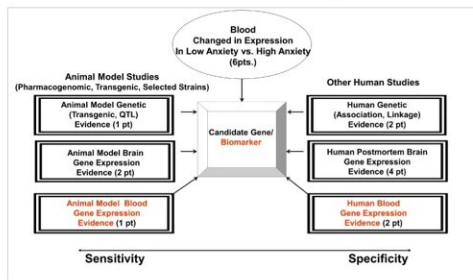 Blood
Changed in Expression
In Low Anxiety vs. High Anxiety
(6pts.)
Animal Model Studies
(Pharmacogenomic, Transgenic, Selected Strains)
Other Human Studies
Animal Model Genetic
(Transgenic, QTL)
Evidence (1 pt)
Candidate Gene/
Biomarker
Human Genetic
(Association, Linkage)
Evidence (2 pt)
Animal Model Brain
Gene Expression
Evidence (2 pt)
Human Postmortem Brain
Gene Expression
Evidence (4 pt)
Animal Model Blood
Gene Expression
Evidence (1 pt)
Human Blood
Gene Expression
Evidence (2 pt)
Sensitivity
Specificity